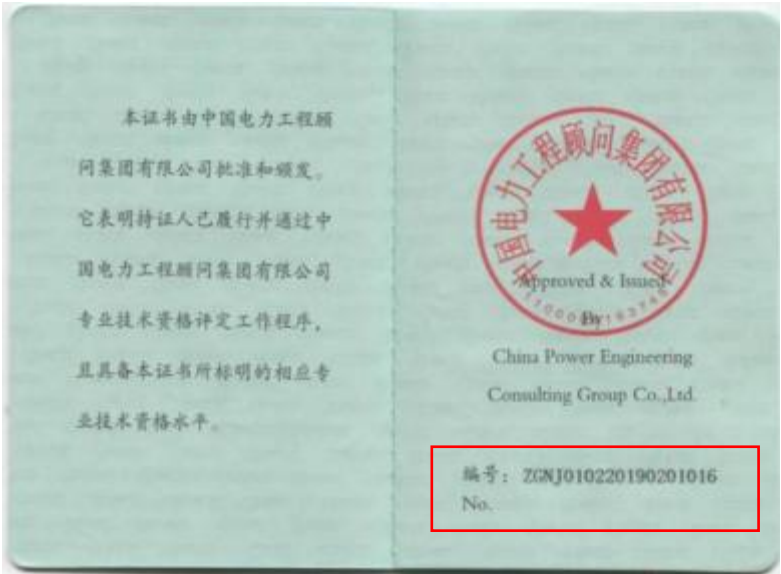 本证书由中国电力工程顾
问集团有限公司批准和颁发。
它表明持证人已履行并通过中
国电力工程顾问集团有限公司
专业技术资格评定工作程序，
且具备本证书所标明的相应专
业技术资格水平。
中国电力工程顾问集团有限公司
Approved & Issued
By
China Power Engineering
Consulting Group Co.,Ltd.
编号: ZGNJ010220190201016
No.